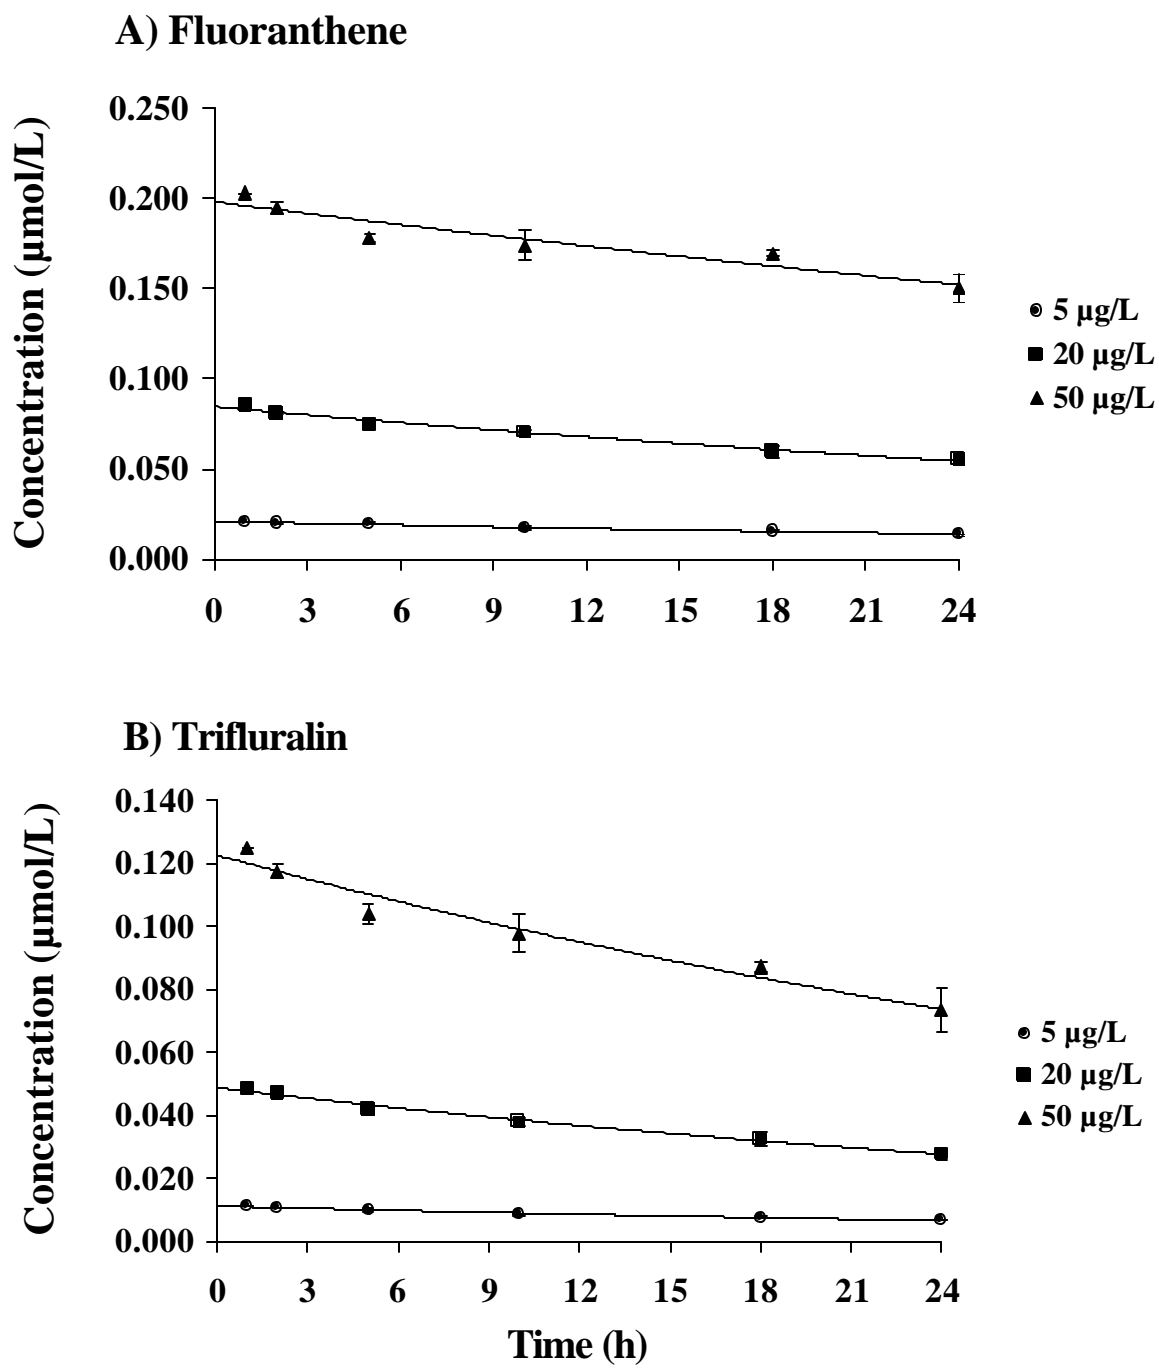 A) Fluoranthene
Concentration (µmol/L)
0.250
0.200
0.150
0.100
0.050
0.000
0 3 6 9 12 15 18 21 24
5 µg/L
20 µg/L
50 µg/L
B) Trifluralin
Concentration (µmol/L)
0.140
0.120
0.100
0.080
0.060
0.040
0.020
0.000
0 3 6 9 12 15 18 21 24
5 µg/L
20 µg/L
50 µg/L
Time (h)